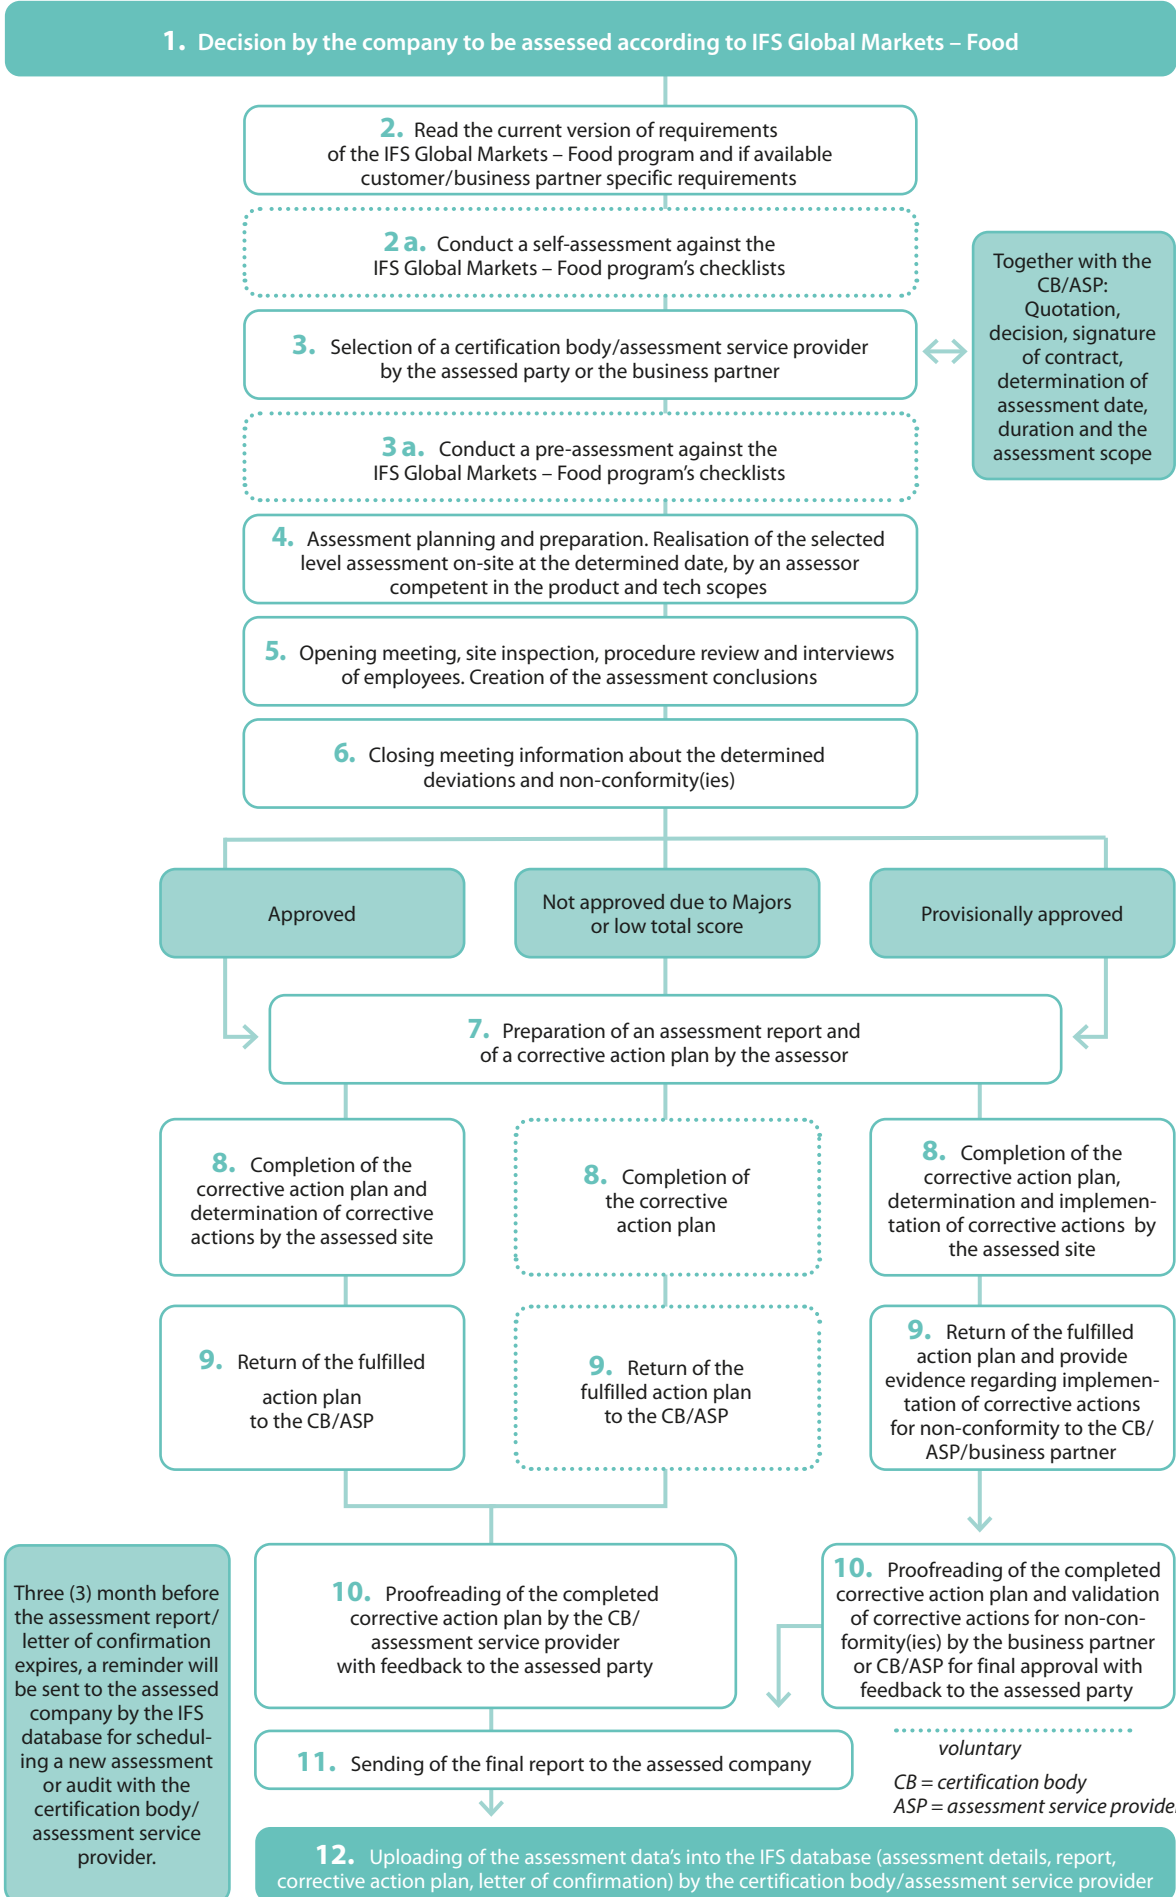 1. Decision by the company to be assessed according to IFS Global Markets – Food
2. Read the current version of requirements
of the IFS Global Markets – Food program and if available
customer/business partner specific requirements
2 a. Conduct a self-assessment against the
IFS Global Markets – Food program's checklists
3. Selection of a certification body/assessment service provider
by the assessed party or the business partner
Together with the
CB/ASP:
Quotation,
decision, signature
of contract,
determination of
assessment date,
duration and the
assessment scope
3 a. Conduct a pre-assessment against the
IFS Global Markets – Food program's checklists
4. Assessment planning and preparation. Realisation of the selected
level assessment on-site at the determined date, by an assessor
competent in the product and tech scopes
5. Opening meeting, site inspection, procedure review and interviews
of employees. Creation of the assessment conclusions
6. Closing meeting information about the determined
deviations and non-conformity(ies)
Approved
Not approved due to Majors
or low total score
Provisionally approved
7. Preparation of an assessment report and
of a corrective action plan by the assessor
8. Completion of the
corrective action plan and
determination of corrective
actions by the assessed site
8. Completion of
the corrective
action plan
8. Completion of the
corrective action plan,
determination and implemen-
tation of corrective actions by
the assessed site
9. Return of the fulfilled
action plan
to the CB/ASP
9. Return of the
fulfilled action plan
to the CB/ASP
9. Return of the fulfilled
action plan and provide
evidence regarding implemen-
tation of corrective actions
for non-conformity to the CB/
ASP/business partner
Three (3) month before
the assessment report/
letter of confirmation
expires, a reminder will
be sent to the assessed
company by the IFS
database for schedul-
ing a new assessment
or audit with the
certification body/
assessment service
provider.
10. Proofreading of the completed
corrective action plan by the CB/
assessment service provider
with feedback to the assessed party
10. Proofreading of the completed
corrective action plan and validation
of corrective actions for non-con-
formity(ies) by the business partner
or CB/ASP for final approval with
feedback to the assessed party
11. Sending of the final report to the assessed company
voluntary
CB = certification body
ASP = assessment service provide
12. Uploading of the assessment data's into the IFS database (assessment details, report,
corrective action plan, letter of confirmation) by the certification body/assessment service provider